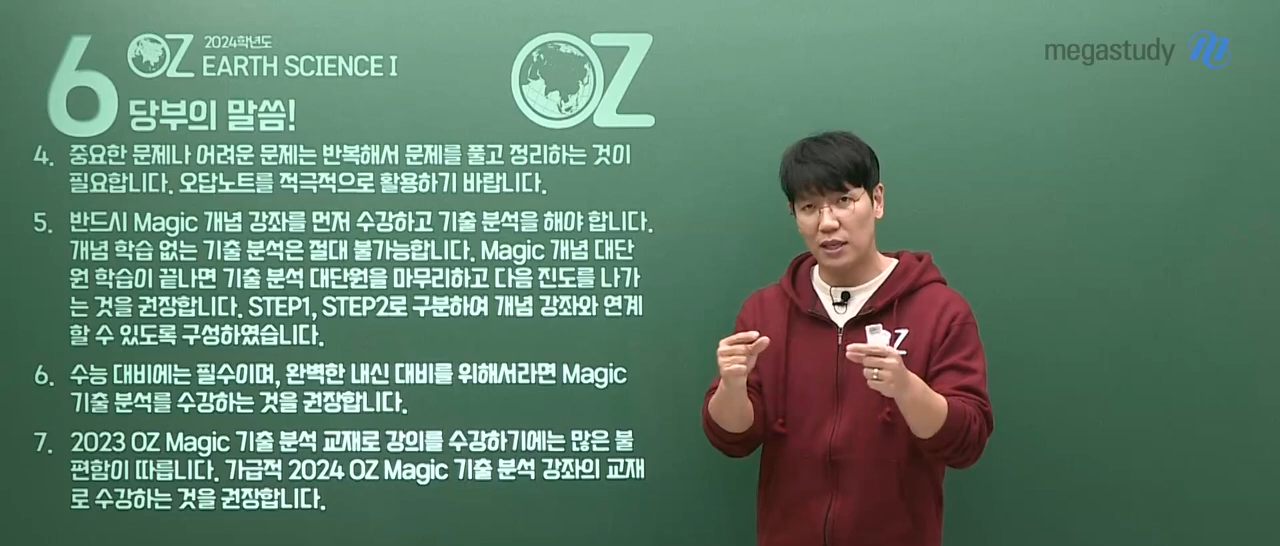 6
OZ
2024학년도
EARTH SCIENCE I
당부의 말씀!
OZ
megastudy
4. 중요한 문제나 어려운 문제는 반복해서 문제를 풀고 정리하는 것이
필요합니다. 오답노트를 적극적으로 활용하기 바랍니다.
5. 반드시 Magic 개념 강좌를 먼저 수강하고 기출 분석을 해야 합니다.
개념 학습 없는 기출 분석은 절대 불가능합니다. Magic 개념 대단
원 학습이 끝나면 기출 분석 대단원을 마무리하고 다음 진도를 나가
는 것을 권장합니다. STEP1, STEP2로 구분하여 개념 강좌와 연계
할 수 있도록 구성하였습니다.
6. 수능 대비에는 필수이며, 완벽한 내신 대비를 위해서라면 Magic
기출 분석를 수강하는 것을 권장합니다.
7. 2023 OZ Magic 기출 분석 교재로 강의를 수강하기에는 많은 불
편함이 따릅니다. 가급적 2024 OZ Magic 기출 분석 강좌의 교재
로 수강하는 것을 권장합니다.
OZ